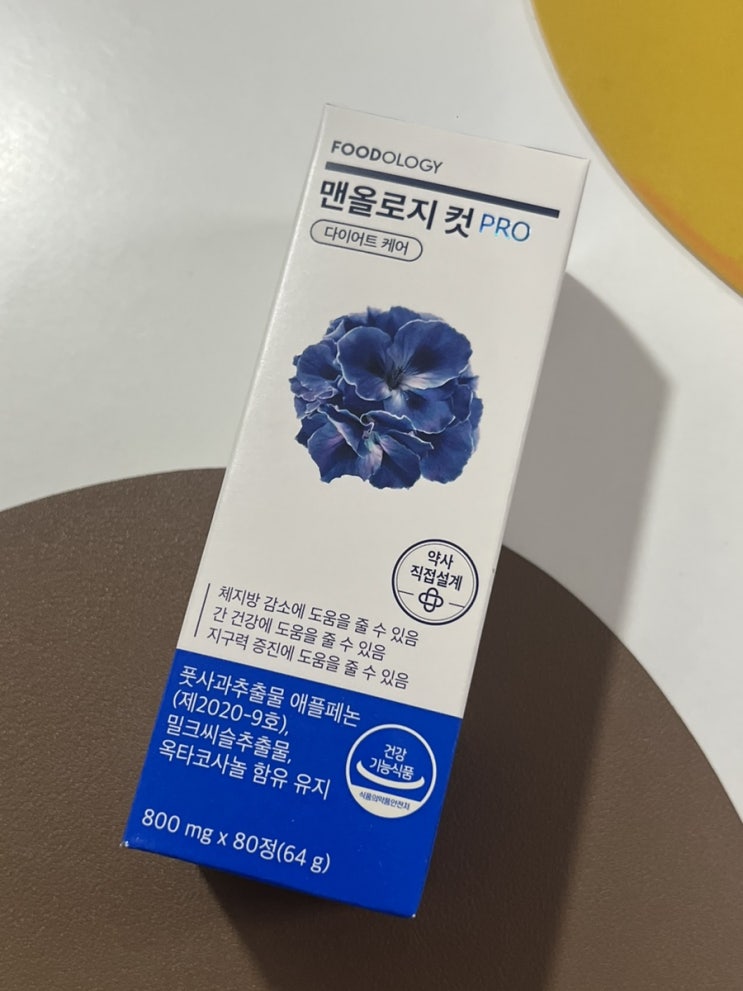 FOODOLOGY
맨올로지 컷 PRO
다이어트 케어
약사
직접설계
체지방 감소에 도움을 줄 수 있음
간 건강에 도움을 줄 수 있음
지구력 증진에 도움을 줄 수 있음
풋사과추출물 애플페논
(제2020-9호),
밀크씨슬추출물,
옥타코사놀 함유 유지
건강
기능식품
식품의약품안전처
800 mg x 80정(64 g)